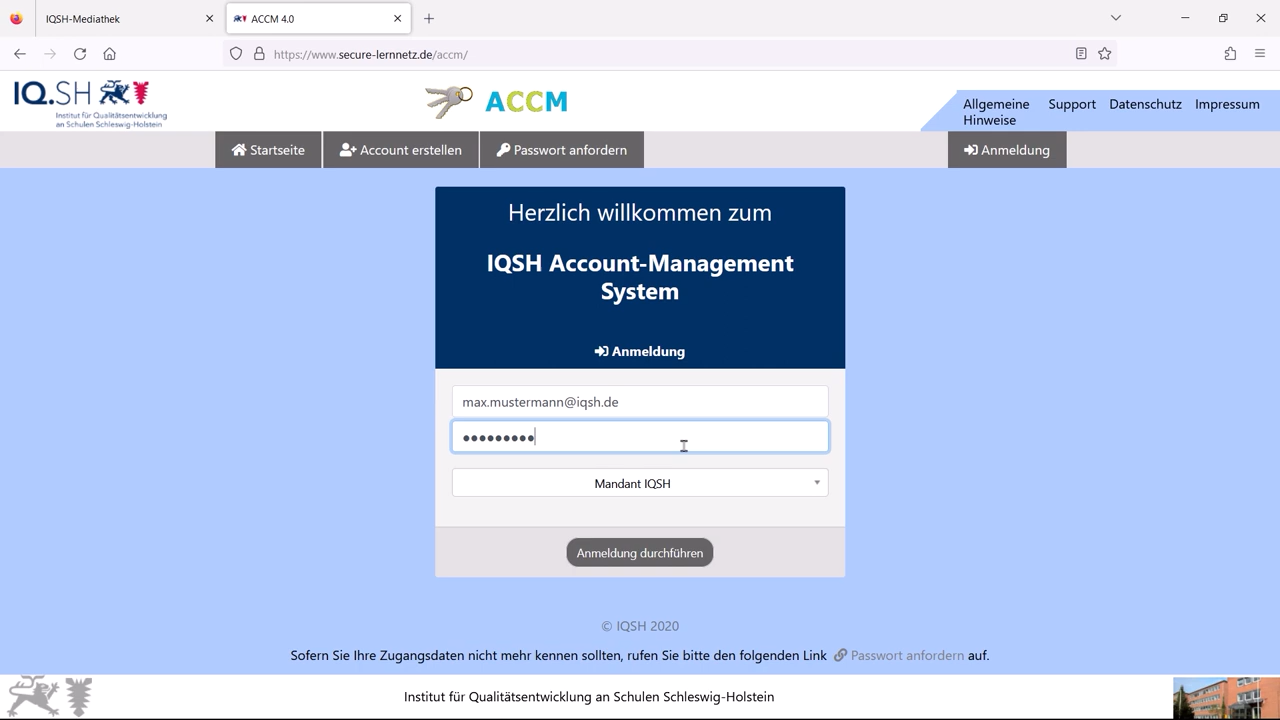 IQSH-Mediathek
ACCM 4.0
https://www.secure-lernnetz.de/accm/
IQ.SH
Institut für Qualitätsentwicklung
an Schulen Schleswig-Holstein
ACCM
Allgemeine Hinweise
Support
Datenschutz
Impressum
Startseite
Account erstellen
Passwort anfordern
Anmeldung
Herzlich willkommen zum
IQSH Account-Management
System
Anmeldung
max.mustermann@iqsh.de
•••••••••
Mandant IQSH
Anmeldung durchführen
© IQSH 2020
Sofern Sie Ihre Zugangsdaten nicht mehr kennen sollten, rufen Sie bitte den folgenden Link Passwort anfordern auf.
Institut für Qualitätsentwicklung an Schulen Schleswig-Holstein